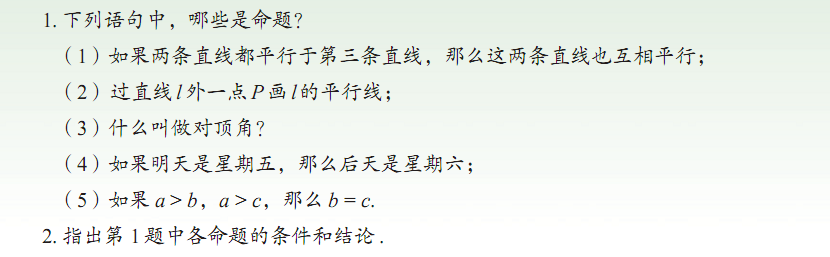 1. 下列语句中，哪些是命题？
（1）如果两条直线都平行于第三条直线，那么这两条直线也互相平行；
（2）过直线l外一点P画l的平行线；
（3）什么叫做对顶角？
（4）如果明天是星期五，那么后天是星期六；
（5）如果 a > b，a > c，那么 b = c.
2. 指出第 1 题中各命题的条件和结论 .